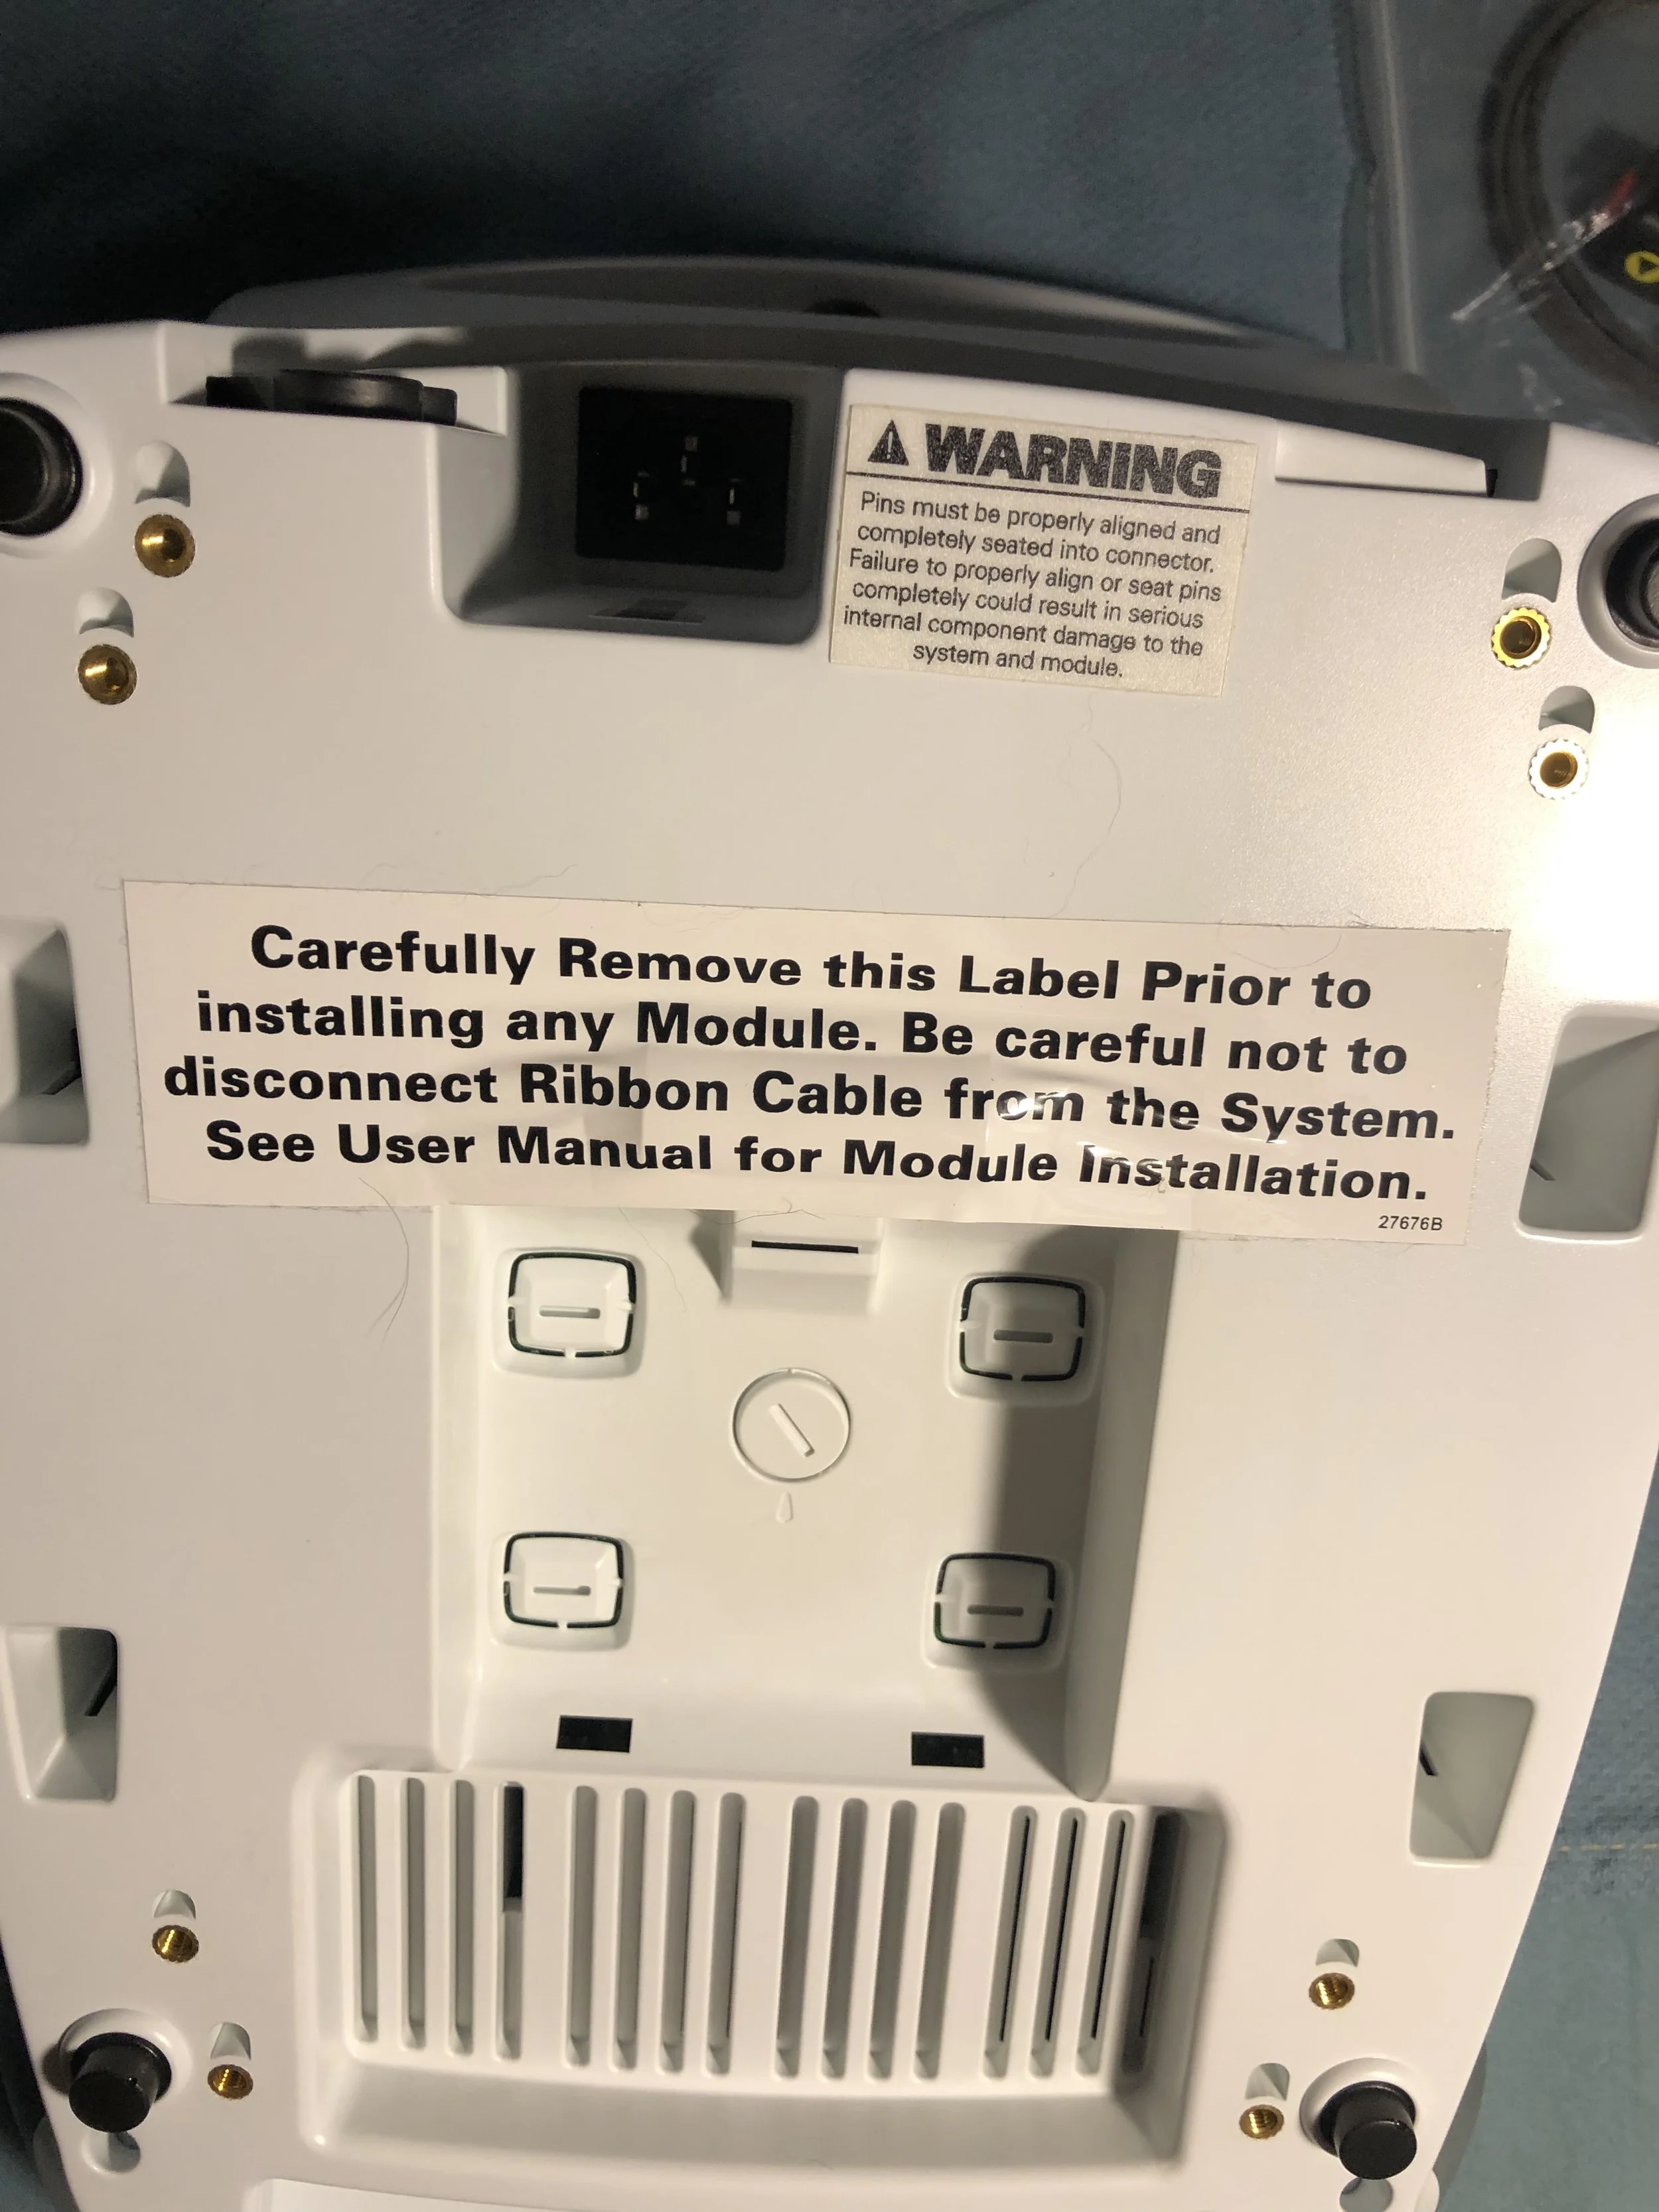 WARNING
Pins must be properly aligned and
completely seated into connector.
Failure to properly align or seat pins
completely could result in serious
internal component damage to the
system and module.
Carefully Remove this Label Prior to
installing any Module. Be careful not to
disconnect Ribbon Cable from the System.
See User Manual for Module Installation.
27676B